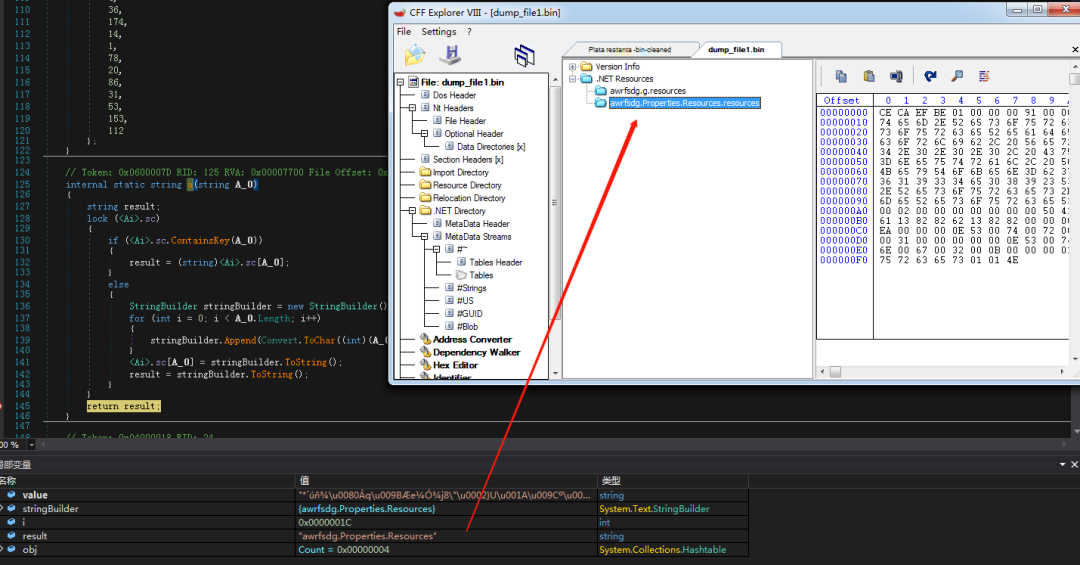 110
111
112
113
114
115
116
117
118
119
120
121
122
123
124
125
126
127
128
129
130
131
132
133
134
135
136
137
138
139
140
141
142
143
144
145
146
147
36,
174,
14,
1,
78,
20,
86,
31,
53,
153,
112
};
}
// Token: 0x0600007D RID: 125 RVA: 0x00007700 File Offset:
internal static string (string A_0)
{
string result;
lock (<Ai>.sc)
{
if (<Ai>.sc.ContainsKey(A_0))
{
result = (string)<Ai>.sc[A_0];
}
else
{
StringBuilder stringBuilder = new StringBuilder()
for (int i = 0; i < A_0.Length; i++)
{
stringBuilder.Append(Convert.ToChar((int)(A_
}
<Ai>.sc[A_0] = stringBuilder.ToString();
result = stringBuilder.ToString();
}
}
return result;
}
CFF Explorer VIII - [dump_file1.bin]
File Settings ?
File: dump_file1.bin
Dos Header
Nt Headers
File Header
Optional Header
Data Directories [x]
Section Headers [x]
Import Directory
Resource Directory
Relocation Directory
.NET Directory
MetaData Header
MetaData Streams
#~
Tables Header
Tables
#Strings
#US
#GUID
#Blob
Address Converter
Dependency Walker
Hex Editor
Identifier
Plata restanta -bin-cleaned
dump_file1.bin
Version Info
.NET Resources
awrfsdg.g.resources
awrfsdg.Properties.Resources.resources
Offset 0 1 2 3 4 5 6 7 8 9
00000000 CE CA EF BE 01 00 00 00 91 00
00000010 74 65 6D 2E 52 65 73 6F 75 72
00000020 73 6F 75 72 63 65 52 65 61 64
00000030 63 6F 72 6C 69 62 2C 20 56 65
00000040 34 2E 30 2E 30 2E 30 2C 20 43
00000050 3D 6E 65 75 74 72 61 6C 2C 20
00000060 4B 65 79 54 6F 6B 65 6E 3D 62
00000070 36 31 39 33 34 65 30 38 39 23
00000080 2E 52 65 73 6F 75 72 63 65 73
00000090 6D 65 52 65 73 6F 75 72 63 65
000000A0 00 02 00 00 00 00 00 00 00 50
000000B0 61 13 82 82 62 13 82 82 00 00
000000C0 EA 00 00 00 0E 53 00 74 00 72
000000D0 00 31 00 00 00 00 00 0E 53 00
000000E0 6E 00 67 00 32 00 0B 00 00 00
000000F0 75 72 63 65 73 01 01 4E
00 %
部变量
名称 值 类型
value string
stringBuilder {awrfsdg.Properties.Resources} System.Text.StringBuilder
i 0x0000001C int
result "awrfsdg.Properties.Resources" string
obj Count = 0x00000004 System.Collections.Hashtable